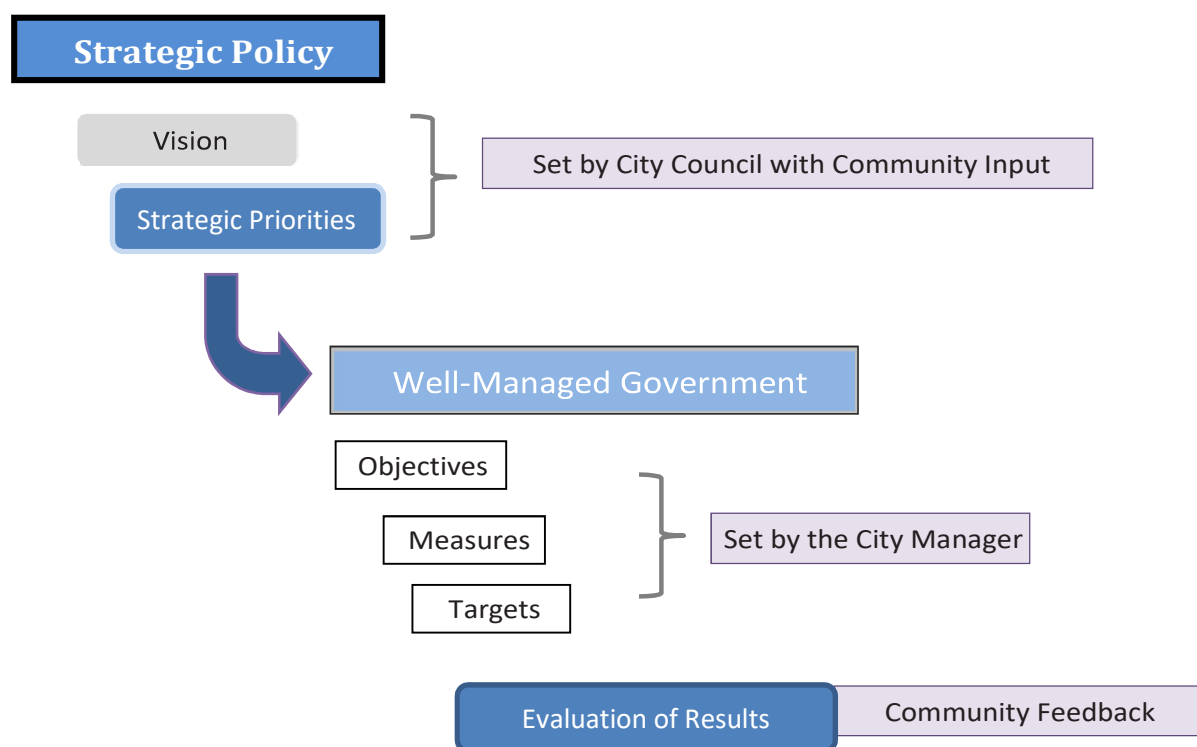 Strategic Policy
Vision
Set by City Council with Community Input
Strategic Priorities
Well-Managed Government
Objectives
Measures
Set by the City Manager
Targets
Evaluation of Results
Community Feedback